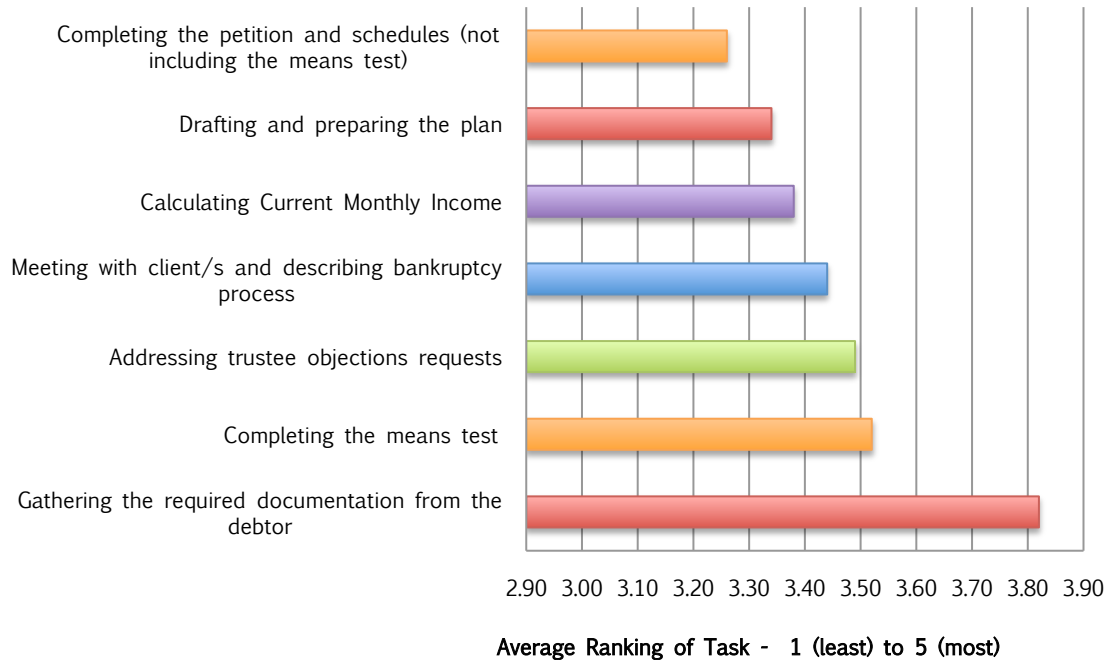 Completing the petition and schedules (not
including the means test)
Drafting and preparing the plan
Calculating Current Monthly Income
Meeting with client/s and describing bankruptcy
process
Addressing trustee objections requests
Completing the means test
Gathering the required documentation from the
debtor
2.90 3.00 3.10 3.20 3.30 3.40 3.50 3.60 3.70 3.80 3.90
Average Ranking of Task - 1 (least) to 5 (most)